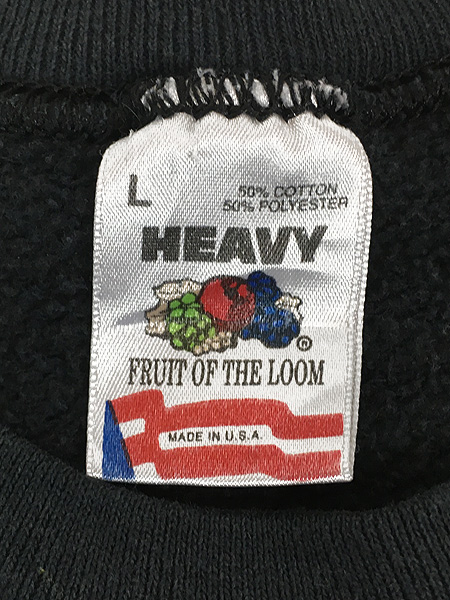 L
50% COTTON
50% POLYESTER
HEAVY
®
FRUIT OF THE LOOM
MADE IN U.S.A.